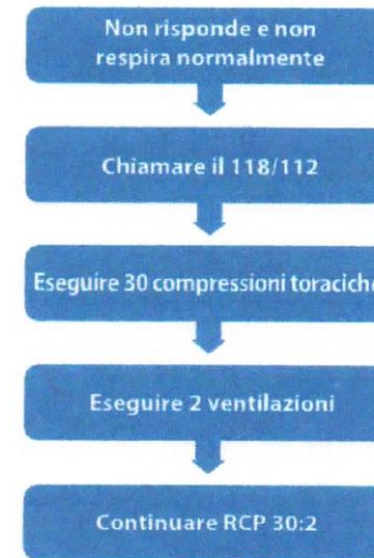 Non risponde e non
respira normalmente
Chiamare il 118/112
Eseguire 30 compressioni toraciche
Eseguire 2 ventilazioni
Continuare RCP 30:2